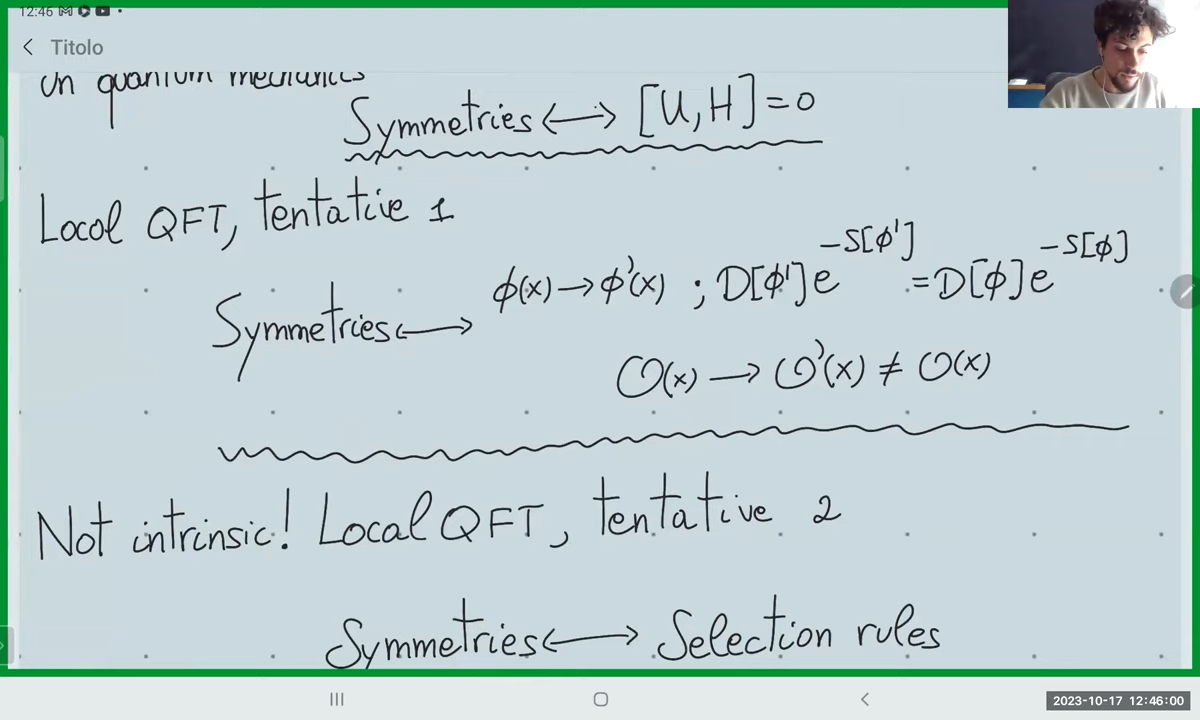 12:46
Titolo
in quantum mechanics
Symmetries ⟷ [U,H]=0
Local QFT, tentative 1
Symmetries ⟷ ϕ(x)→ϕ'(x) ; D[ϕ']e^{-S[ϕ']} = D[ϕ]e^{-S[ϕ]}
O(x) → O'(x) ≠ O(x)
Not intrinsic! Local QFT, tentative 2
Symmetries ⟷ Selection rules
2023-10-17 12:46:00